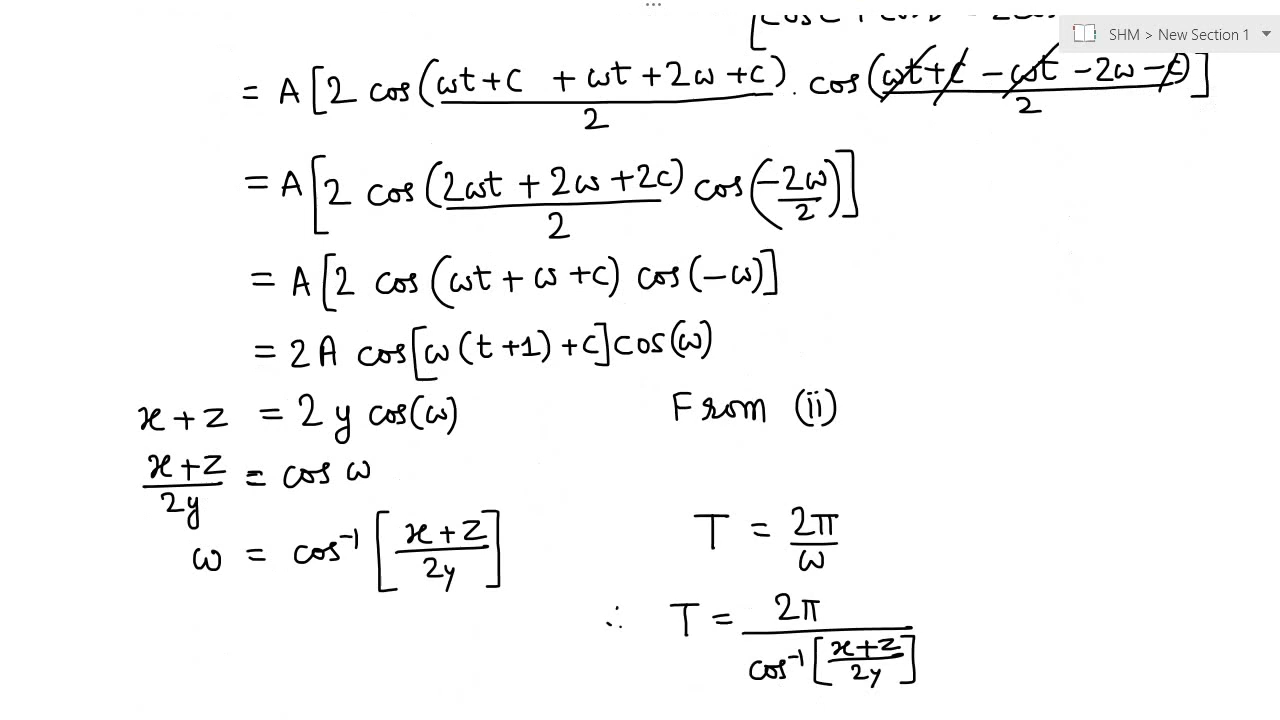 SHM > New Section 1
= A[2 cos(ωt+c + ωt+2ω+c)/2 . cos(ωt+c −ωt −2ω−c)/2]
= A[2 cos(2ωt + 2ω +2c)/2 cos(−2ω/2)]
= A[2 cos(ωt + ω +c) cos(−ω)]
= 2A cos[ω(t+1)+c]cos(ω)
x+z = 2y cos(ω) From (ii)
x+z/2y = cos ω
ω = cos⁻¹[x+z/2y] T = 2π/ω
∴ T = 2π/cos⁻¹[x+z/2y]